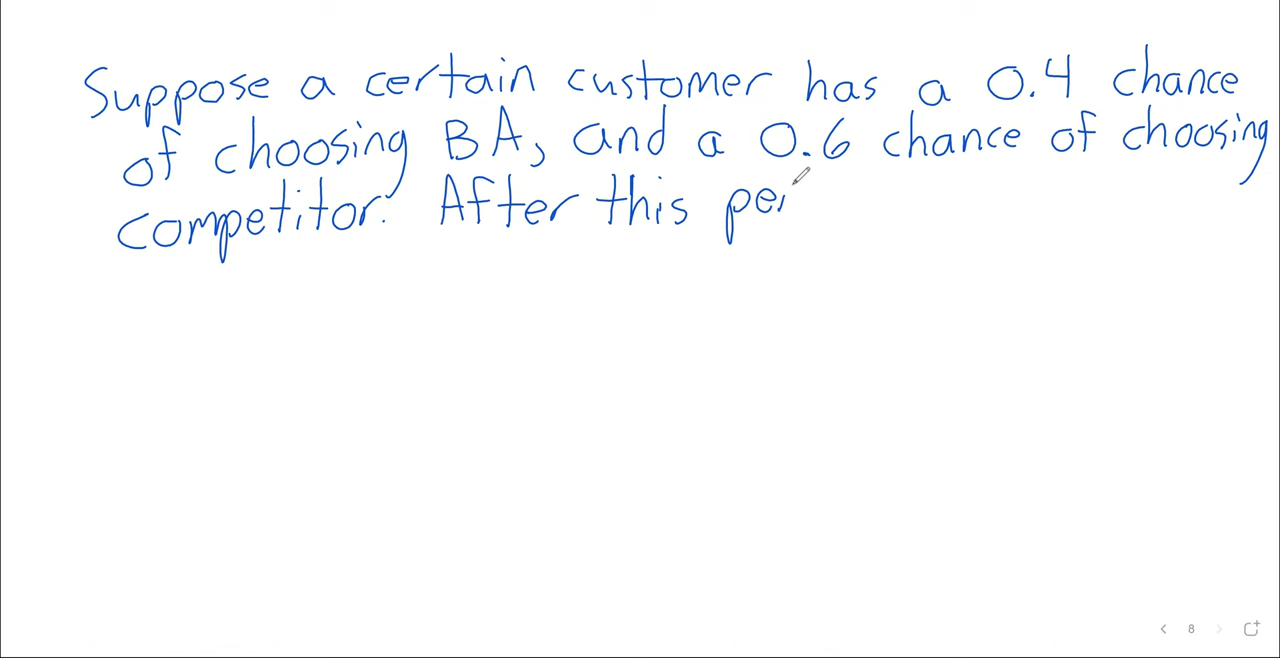 Suppose a certain customer has a 0.4 chance
of choosing BA, and a 0.6 chance of choosing
competitor. After this per
8